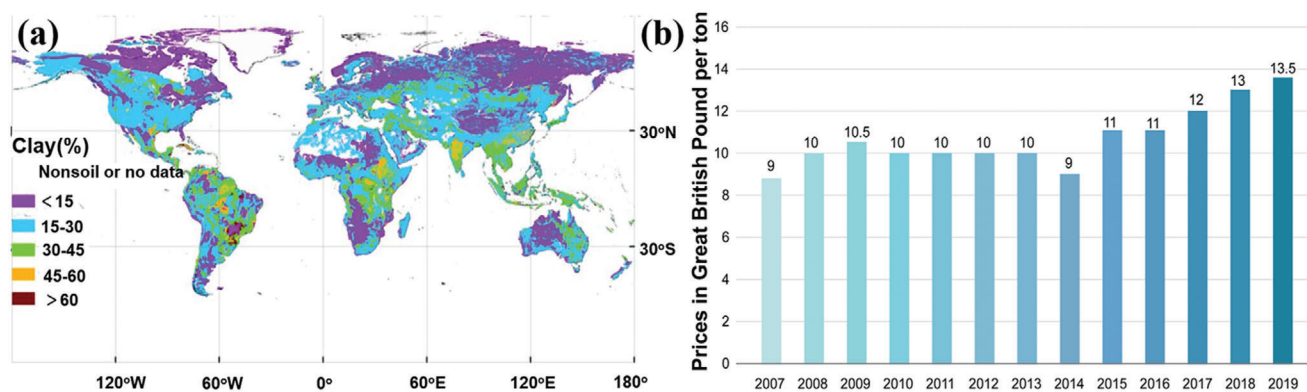 (a)
30°N
30°S
Clay(%)
Nonsoil or no data
< 15
15-30
30-45
45-60
> 60
120°W 60°W 0° 60°E 120°E 180°
(b)
Prices in Great British Pound per ton
16
14
12
10
8
6
4
2
0
9 10 10.5 10 10 10 10 9 11 11 12 13 13.5
2007 2008 2009 2010 2011 2012 2013 2014 2015 2016 2017 2018 2019